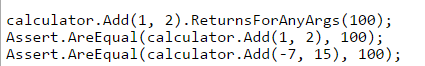 calculator.Add(1, 2).ReturnsForAnyArgs(100);
Assert.AreEqual(calculator.Add(1, 2), 100);
Assert.AreEqual(calculator.Add(-7, 15), 100);